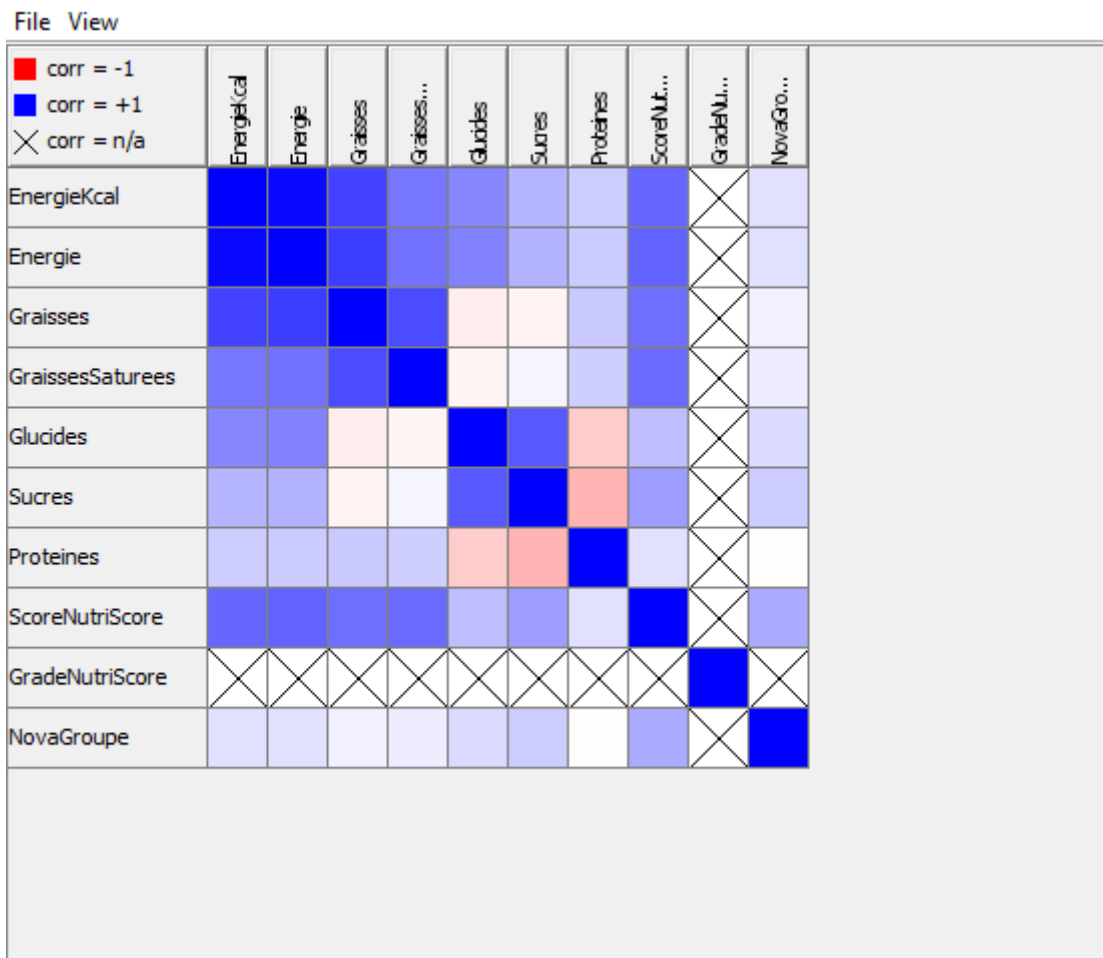 File View
corr = -1
corr = +1
corr = n/a
EnergieKcal
Energie
Graisses
Graisses...
Glucides
Sucres
Proteines
ScoreNut...
GradeNu...
NovaGro...
EnergieKcal
Energie
Graisses
GraissesSaturees
Glucides
Sucres
Proteines
ScoreNutriScore
GradeNutriScore
NovaGroupe